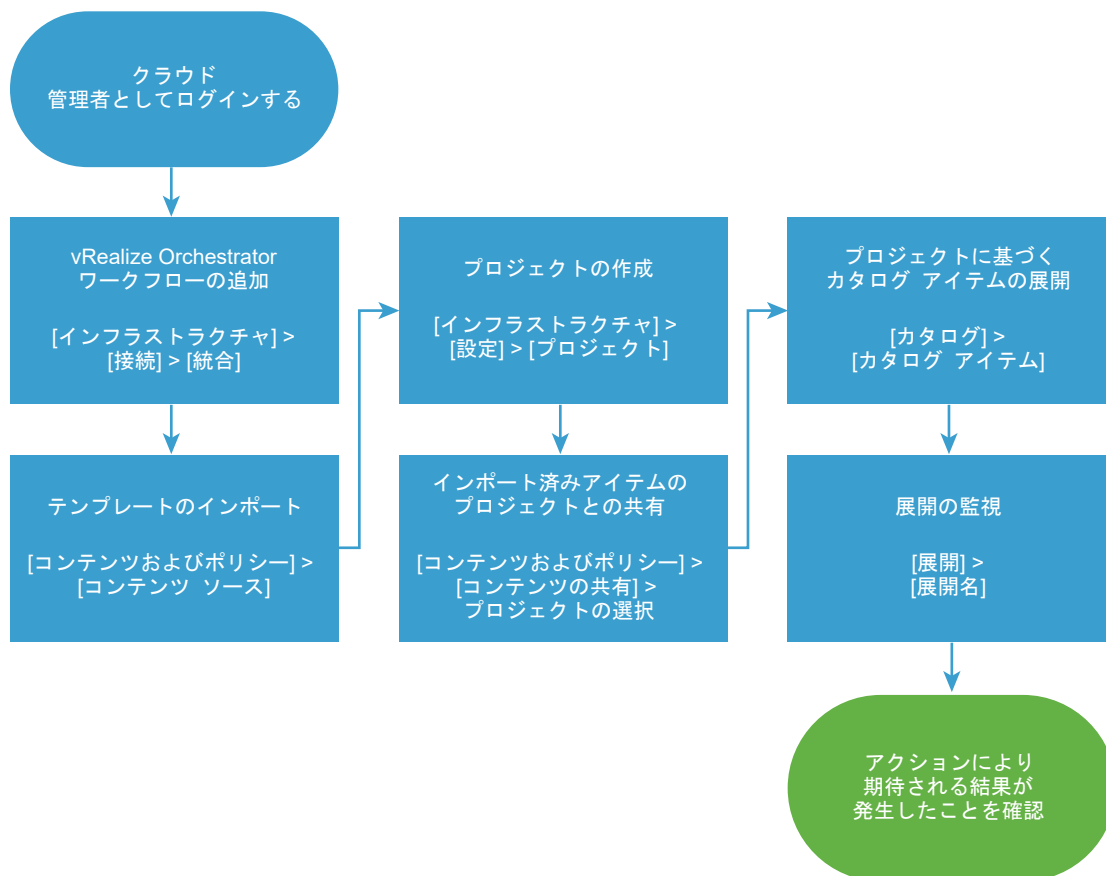 クラウド
管理者としてログインする
vRealize Orchestrator
ワークフローの追加
[インフラストラクチャ] >
[接続] > [統合]
テンプレートのインポート
[コンテンツおよびポリシー] >
[コンテンツ ソース]
プロジェクトの作成
[インフラストラクチャ] >
[設定] > [プロジェクト]
インポート済みアイテムの
プロジェクトとの共有
[コンテンツおよびポリシー] >
[コンテンツの共有] >
プロジェクトの選択
プロジェクトに基づく
カタログ アイテムの展開
[カタログ] >
[カタログ アイテム]
展開の監視
[展開] >
[展開名]
アクションにより
期待される結果が
発生したことを確認